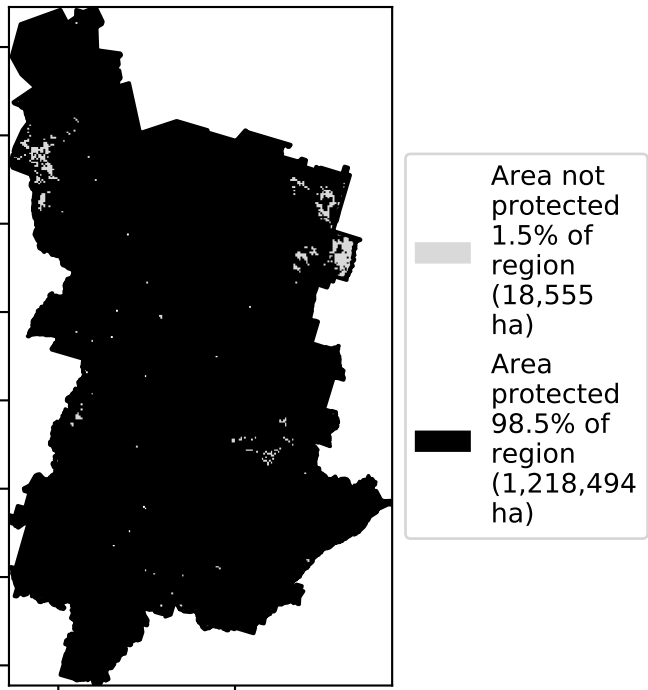 Area not
protected
1.5% of
region
(18,555
ha)
Area
protected
98.5% of
region
(1,218,494
ha)